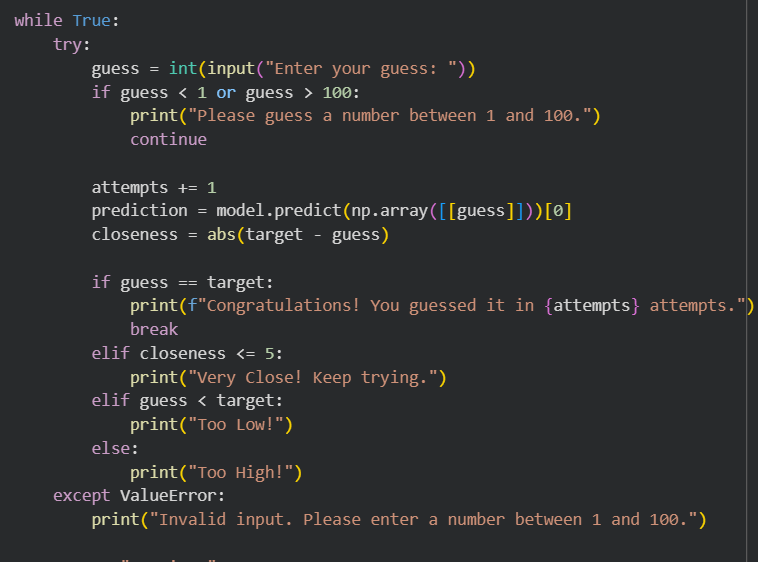 while True:
    try:
        guess = int(input("Enter your guess: "))
        if guess < 1 or guess > 100:
            print("Please guess a number between 1 and 100.")
            continue

        attempts += 1
        prediction = model.predict(np.array([[guess]]))[0]
        closeness = abs(target - guess)

        if guess == target:
            print(f"Congratulations! You guessed it in {attempts} attempts.")
            break
        elif closeness <= 5:
            print("Very Close! Keep trying.")
        elif guess < target:
            print("Too Low!")
        else:
            print("Too High!")
    except ValueError:
        print("Invalid input. Please enter a number between 1 and 100.")